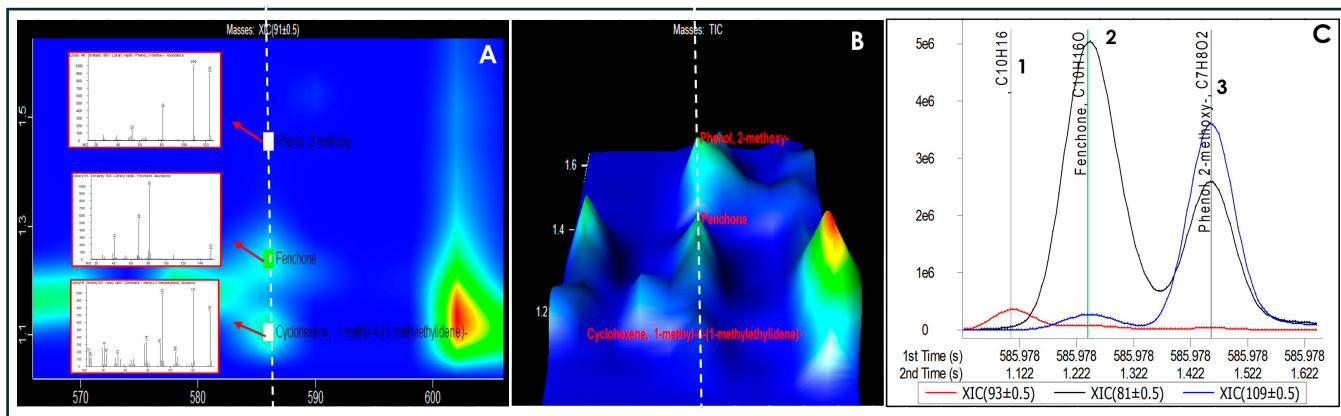 Masses: XIC(91±0.5)
A
1.5
1.3
1.1
Phenol, 2-methoxy-
Fenchone
Cyclohexene, 1-methyl-4-(1-methylethylidene)-
570
580
590
600
Masses: TIC
B
1.6
1.4
1.2
Phenol, 2-methoxy-
Fenchone
Cyclohexene, 1-methyl-4-(1-methylethylidene)-
C
5e6
4e6
3e6
2e6
1e6
0
C10H16
1
Fenchone, C10H16O
2
Phenol, 2-methoxy-, C7H8O2
3
1st Time (s) 585.978 585.978 585.978 585.978 585.978 585.978
2nd Time (s) 1.122 1.222 1.322 1.422 1.522 1.622
XIC(93±0.5) XIC(81±0.5) XIC(109±0.5)